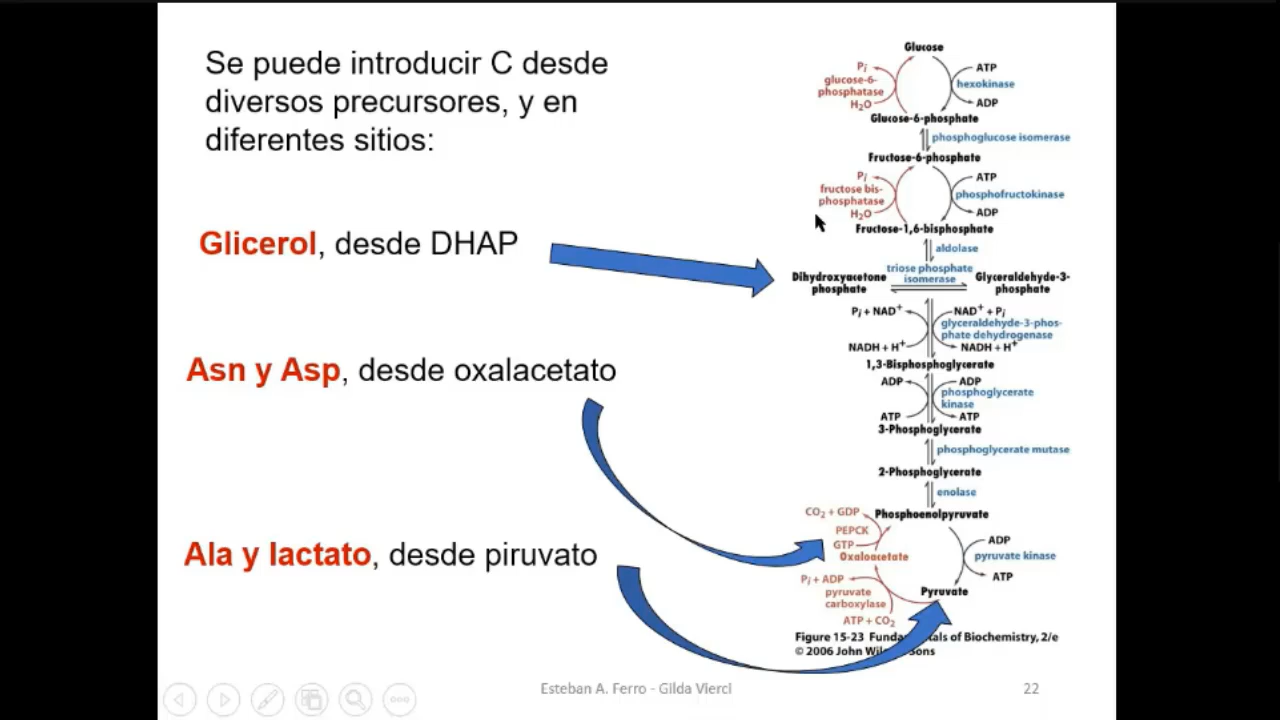 Se puede introducir C desde
diversos precursores, y en
diferentes sitios:
Glicerol, desde DHAP
Asn y Asp, desde oxalacetato
Ala y lactato, desde piruvato
Glucose
Pi
ATP
glucose-6-
phosphatase
hexokinase
H2O
ADP
Glucose-6-phosphate
phosphoglucose isomerase
Fructose-6-phosphate
Pi
ATP
fructose bis-
phosphatase
phosphofructokinase
H2O
ADP
Fructose-1,6-bisphosphate
aldolase
Dihydroxyacetone
phosphate
triose phosphate
isomerase
Glyceraldehyde-3-
phosphate
Pi + NAD+
NAD+ + Pi
glyceraldehyde-3-phos-
phate dehydrogenase
NADH + H+
NADH + H+
1,3-Bisphosphoglycerate
ADP
ADP
phosphoglycerate
kinase
ATP
ATP
3-Phosphoglycerate
phosphoglycerate mutase
2-Phosphoglycerate
enolase
CO2 + GDP
Phosphoenolpyruvate
PEPCK
GTP
Oxaloacetate
ADP
pyruvate kinase
ATP
Pi + ADP
pyruvate
carboxylase
Pyruvate
ATP + CO2
Figure 15-23 Fund als of Biochemistry, 2/e
© 2006 John Wil Sons
Esteban A. Ferro - Gilda Vierci
22